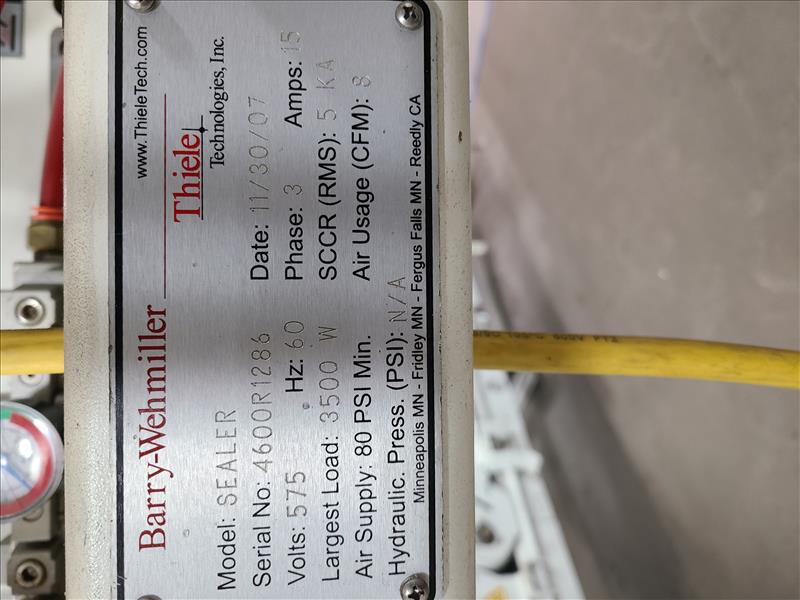 Barry-Wehmiller
www.ThieleTech.com
Thiele
Technologies, Inc.
Model: SEALER
Serial No: 4600R1286 Date: 11/30/07
Volts: 575 Hz: 60 Phase: 3 Amps: 15
Largest Load: 3500 W SCCR (RMS): 5 KA
Air Supply: 80 PSI Min. Air Usage (CFM): 8
Hydraulic. Press. (PSI): N/A
Minneapolis MN - Fridley MN - Fergus Falls MN - Reedly CA
600V FT2